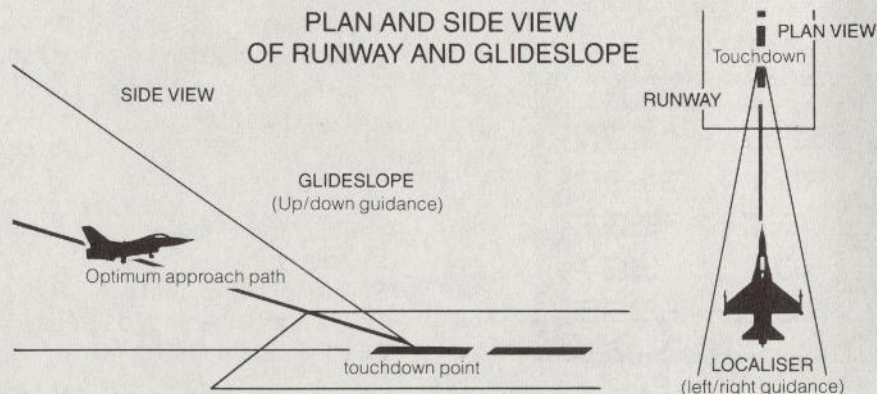 PLAN AND SIDE VIEW
OF RUNWAY AND GLIDESLOPE
SIDE VIEW
GLIDESLOPE
(Up/down guidance)
Optimum approach path
touchdown point
PLAN VIEW
Touchdown
RUNWAY
LOCALISER
(left/right guidance)